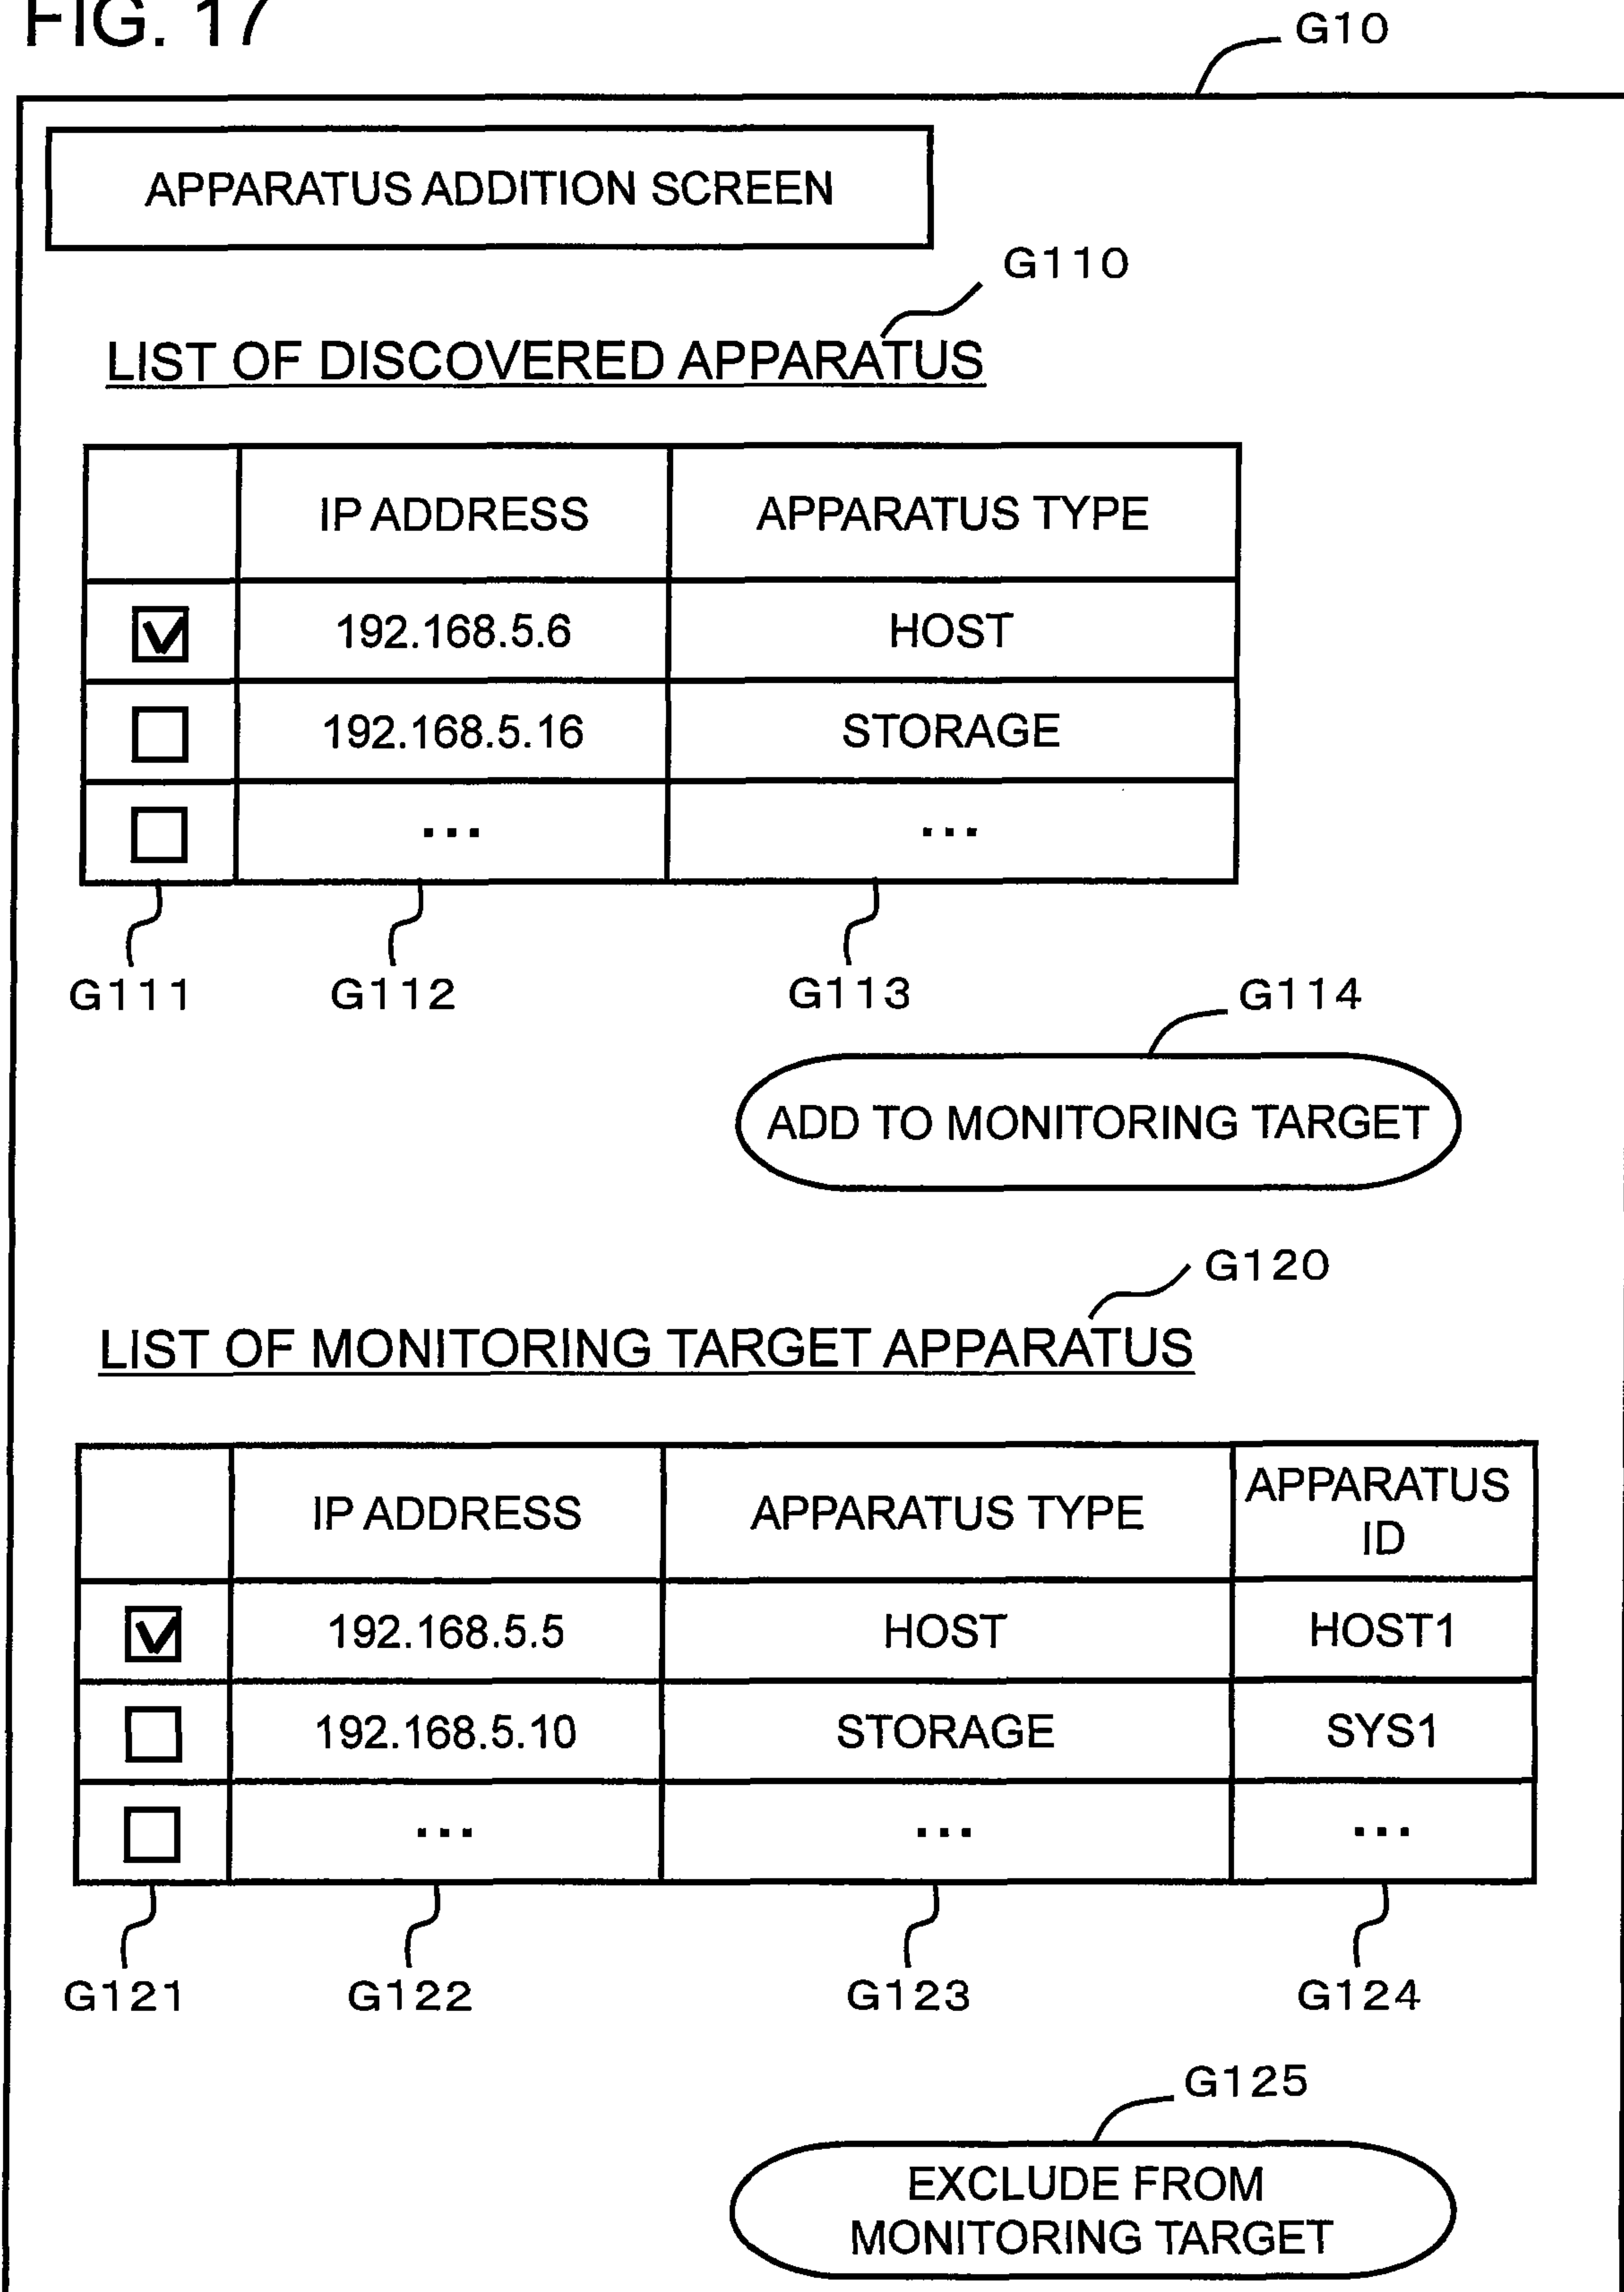 FIG. 17
G10
APPARATUS ADDITION SCREEN
G110
LIST OF DISCOVERED APPARATUS
IP ADDRESS APPARATUS TYPE
192.168.5.6 HOST
192.168.5.16 STORAGE
... ...
G111 G112 G113 G114
ADD TO MONITORING TARGET
G120
LIST OF MONITORING TARGET APPARATUS
IP ADDRESS APPARATUS TYPE APPARATUS
ID
192.168.5.5 HOST HOST1
192.168.5.10 STORAGE SYS1
... ... ...
G121 G122 G123 G124
G125
EXCLUDE FROM
MONITORING TARGET